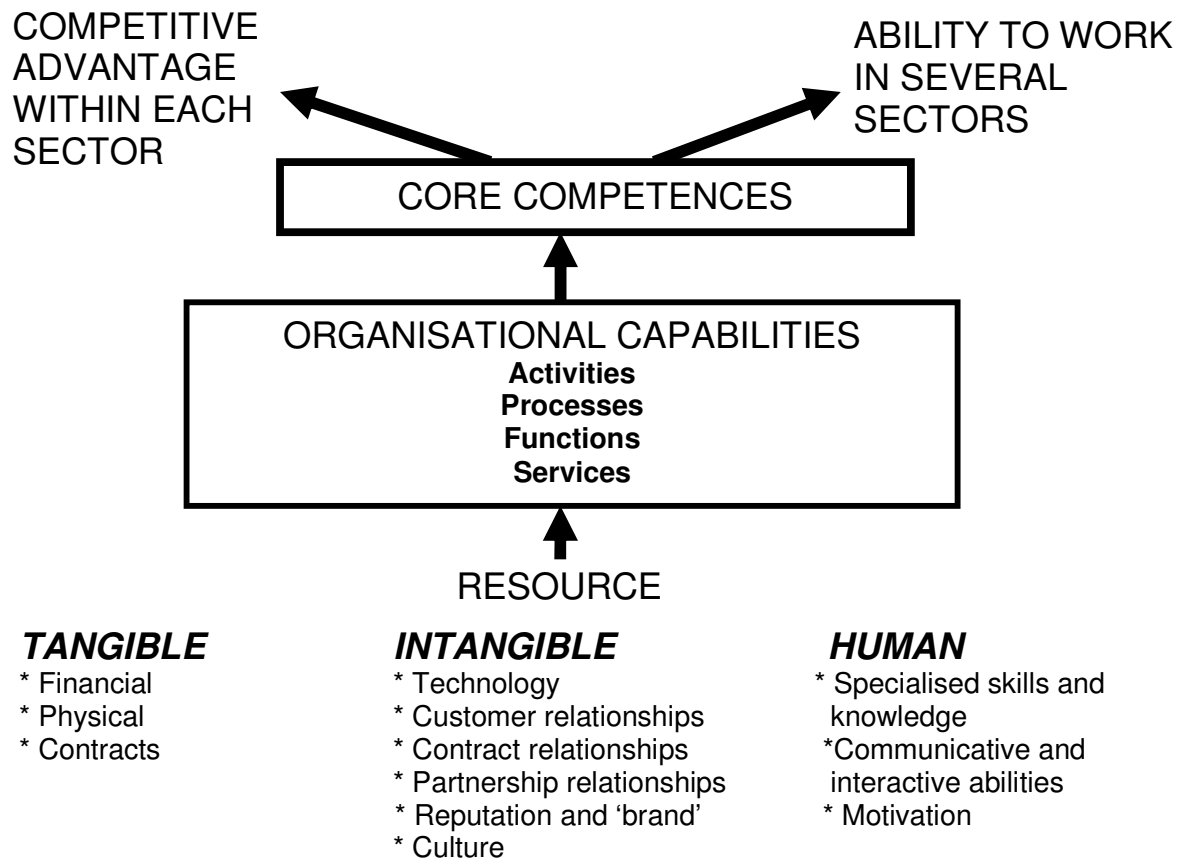 COMPETITIVE
ADVANTAGE
WITHIN EACH
SECTOR
ABILITY TO WORK
IN SEVERAL
SECTORS
CORE COMPETENCES
ORGANISATIONAL CAPABILITIES
Activities
Processes
Functions
Services
RESOURCE
TANGIBLE
* Financial
* Physical
* Contracts
INTANGIBLE
* Technology
* Customer relationships
* Contract relationships
* Partnership relationships
* Reputation and ‘brand’
* Culture
HUMAN
* Specialised skills and
knowledge
*Communicative and
interactive abilities
* Motivation